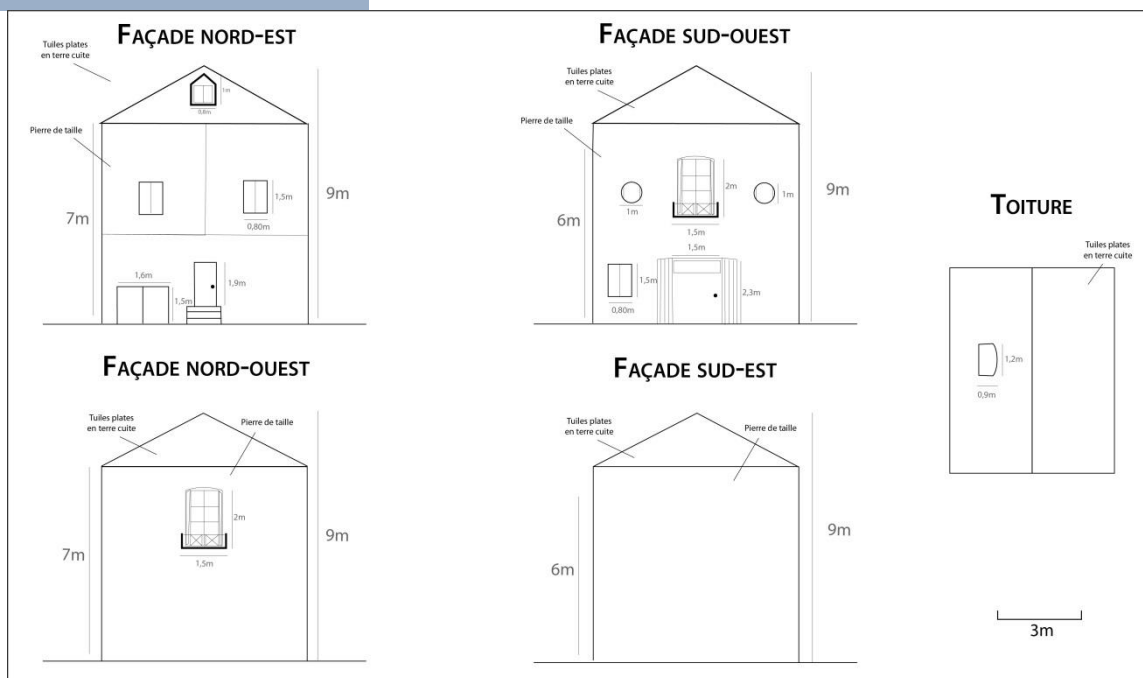 FAÇADE NORD-EST
Tuiles plates
en terre cuite
1m
0,8m
Pierre de taille
7m
9m
1,5m
0,80m
1,6m
1,5m
1,9m
FAÇADE SUD-OUEST
Tuiles plates
en terre cuite
Pierre de taille
6m
9m
2m
1m
1m
1,5m
1,5m
1,5m
0,80m
2,3m
TOITURE
Tuiles plates
en terre cuite
1,2m
0,9m
3m
FAÇADE NORD-OUEST
Tuiles plates
en terre cuite
Pierre de taille
7m
9m
2m
1,5m
FAÇADE SUD-EST
Tuiles plates
en terre cuite
Pierre de taille
6m
9m